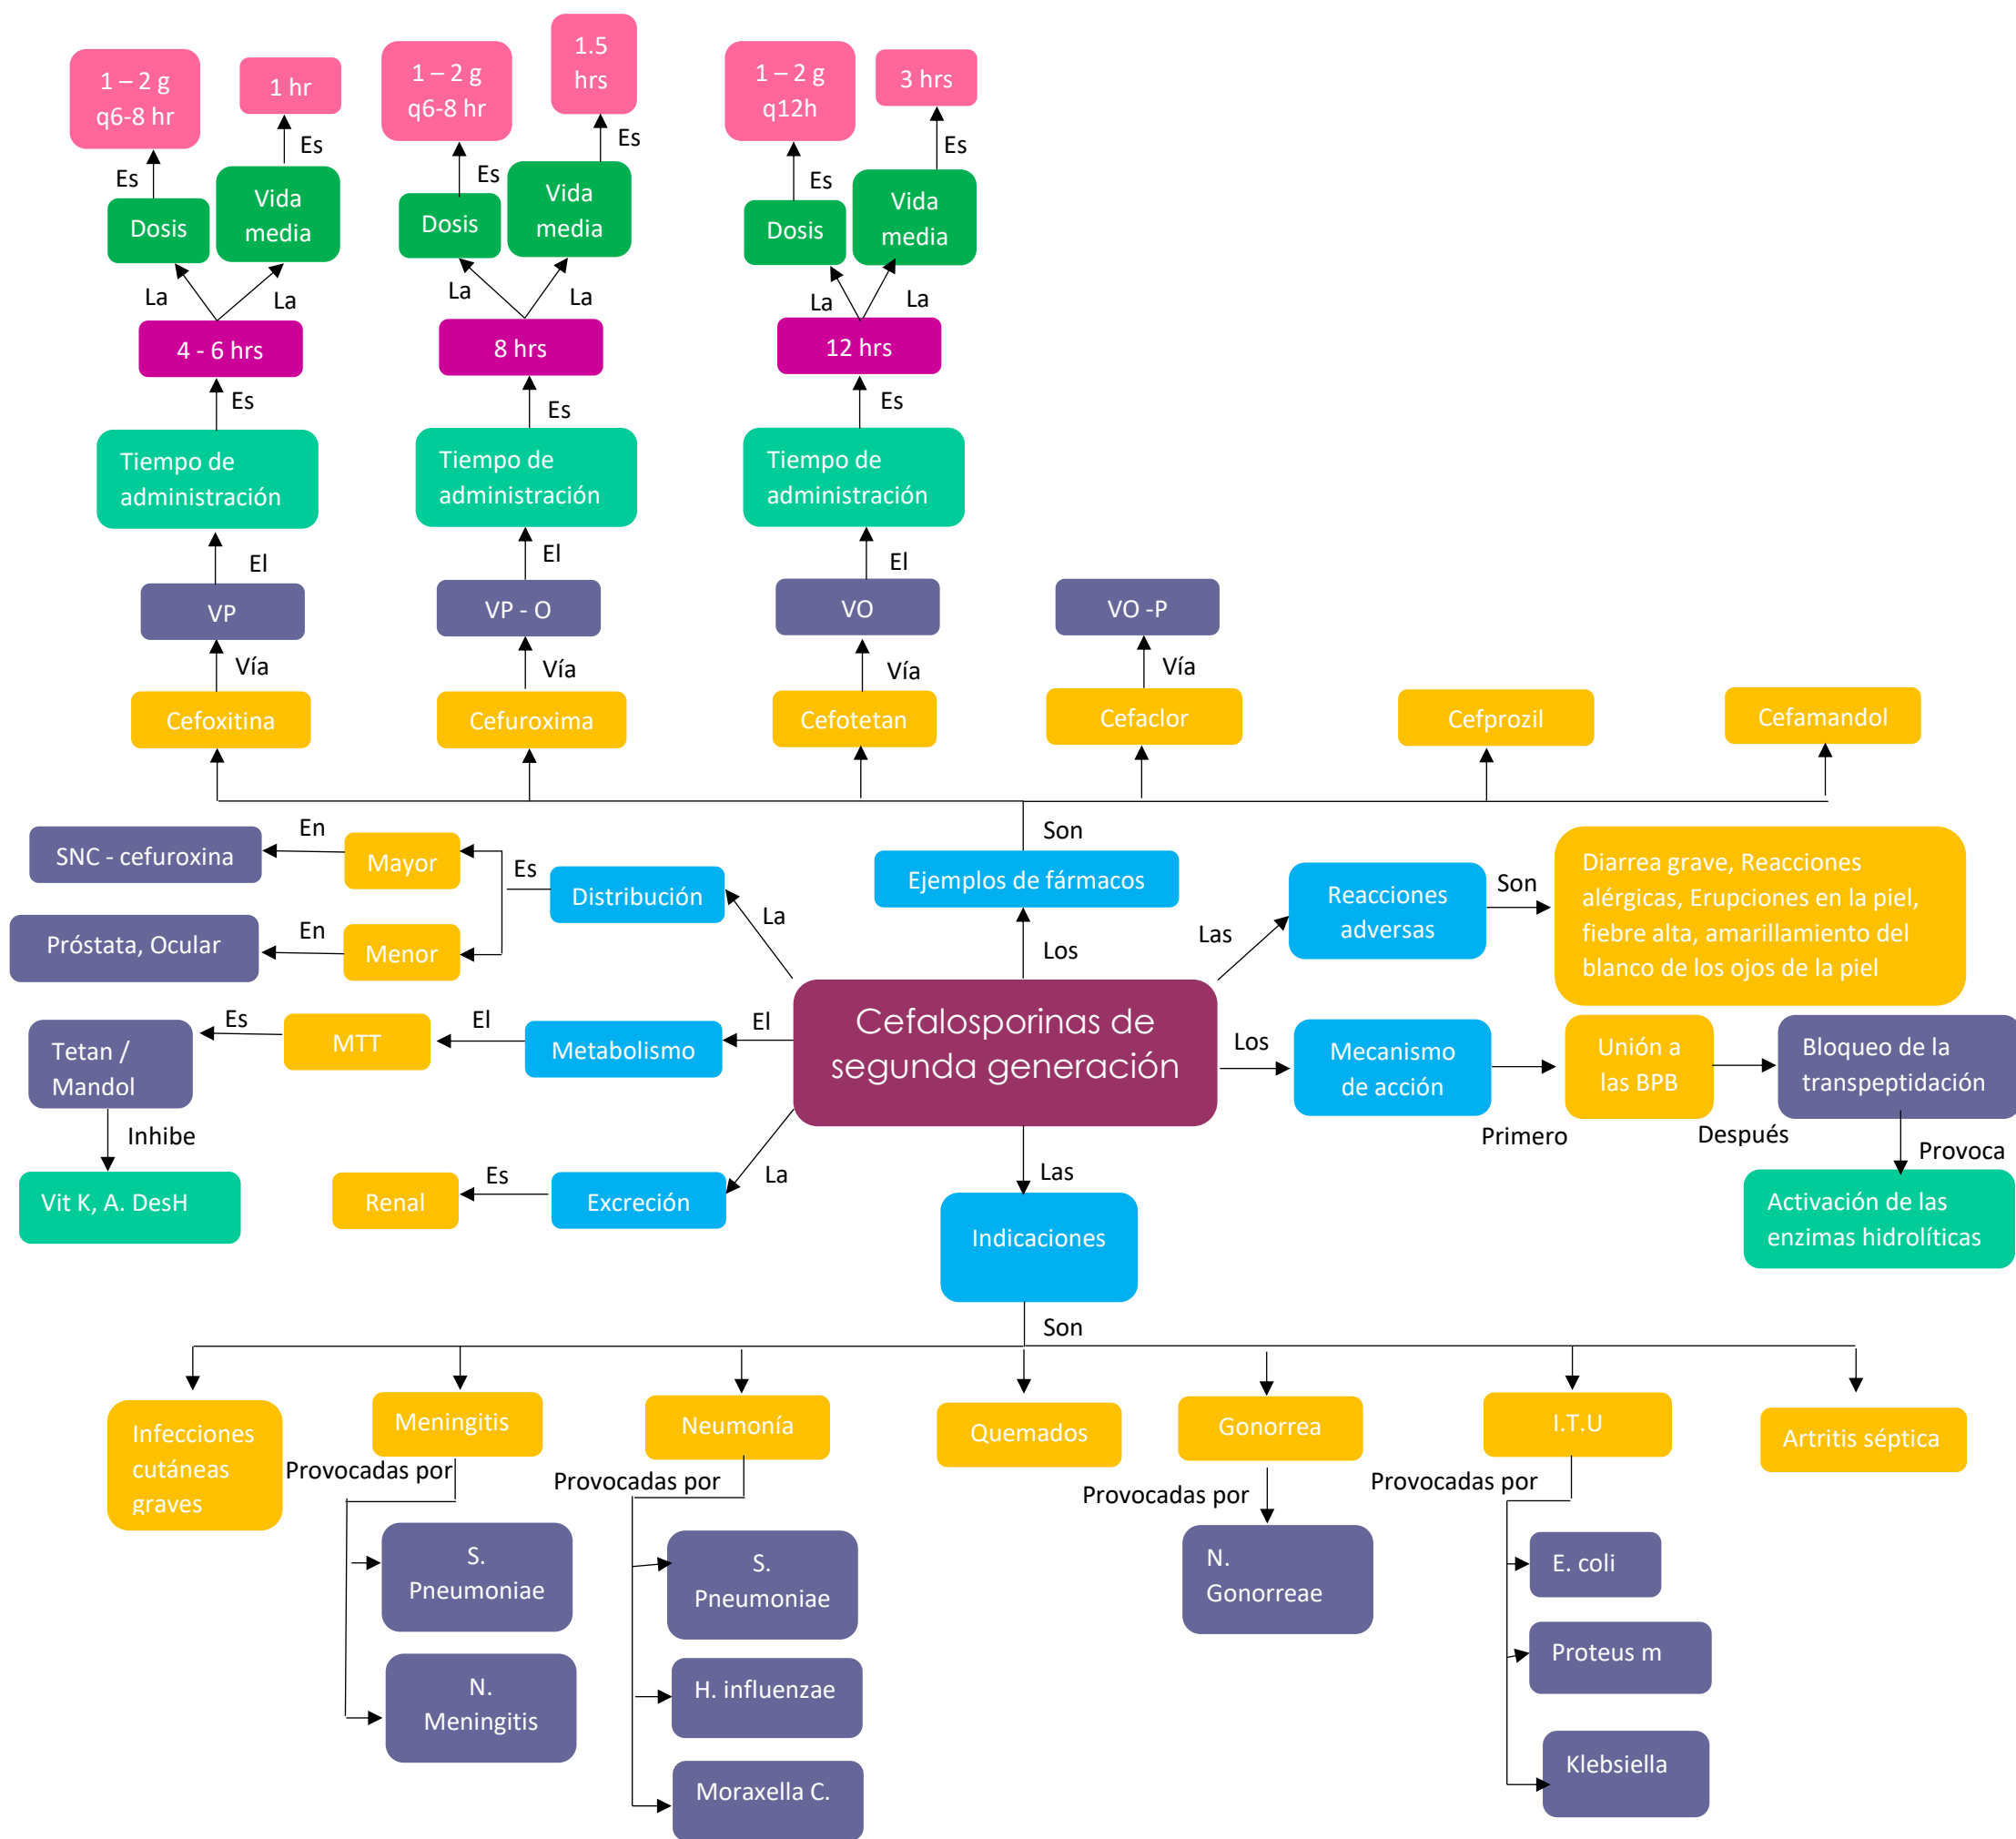 1 – 2 g
q6-8 hr
1 hr
1 – 2 g
q6-8 hr
1.5
hrs
1 – 2 g
q12h
3 hrs
Es
Es
Es
Es
Es
Es
Dosis
Vida
media
Dosis
Vida
media
Dosis
Vida
media
La
La
La
La
La
La
4 - 6 hrs
8 hrs
12 hrs
Es
Es
Es
Tiempo de
administración
Tiempo de
administración
Tiempo de
administración
El
El
El
VP
VP - O
VO
VO -P
Vía
Vía
Vía
Vía
Cefoxitina
Cefuroxima
Cefotetan
Cefaclor
Cefprozil
Cefamandol
Son
Ejemplos de fármacos
Los
SNC - cefuroxina
En
Mayor
Es
Distribución
La
Próstata, Ocular
En
Menor
Las
Reacciones
adversas
Son
Diarrea grave, Reacciones
alérgicas, Erupciones en la piel,
fiebre alta, amarillamiento del
blanco de los ojos de la piel
Cefalosporinas de
segunda generación
Tetan /
Mandol
Es
MTT
El
Metabolismo
El
Los
Mecanismo
de acción
Primero
Unión a
las BPB
Después
Bloqueo de la
transpeptidación
Inhibe
Provoca
Vit K, A. DesH
Renal
Es
Excreción
La
Activación de las
enzimas hidrolíticas
Las
Indicaciones
Son
Infecciones
cutáneas
graves
Meningitis
Neumonía
Quemados
Gonorrea
I.T.U
Artritis séptica
Provocadas por
Provocadas por
Provocadas por
Provocadas por
S.
Pneumoniae
N.
Meningitis
S.
Pneumoniae
H. influenzae
Moraxella C.
N.
Gonorreae
E. coli
Proteus m
Klebsiella